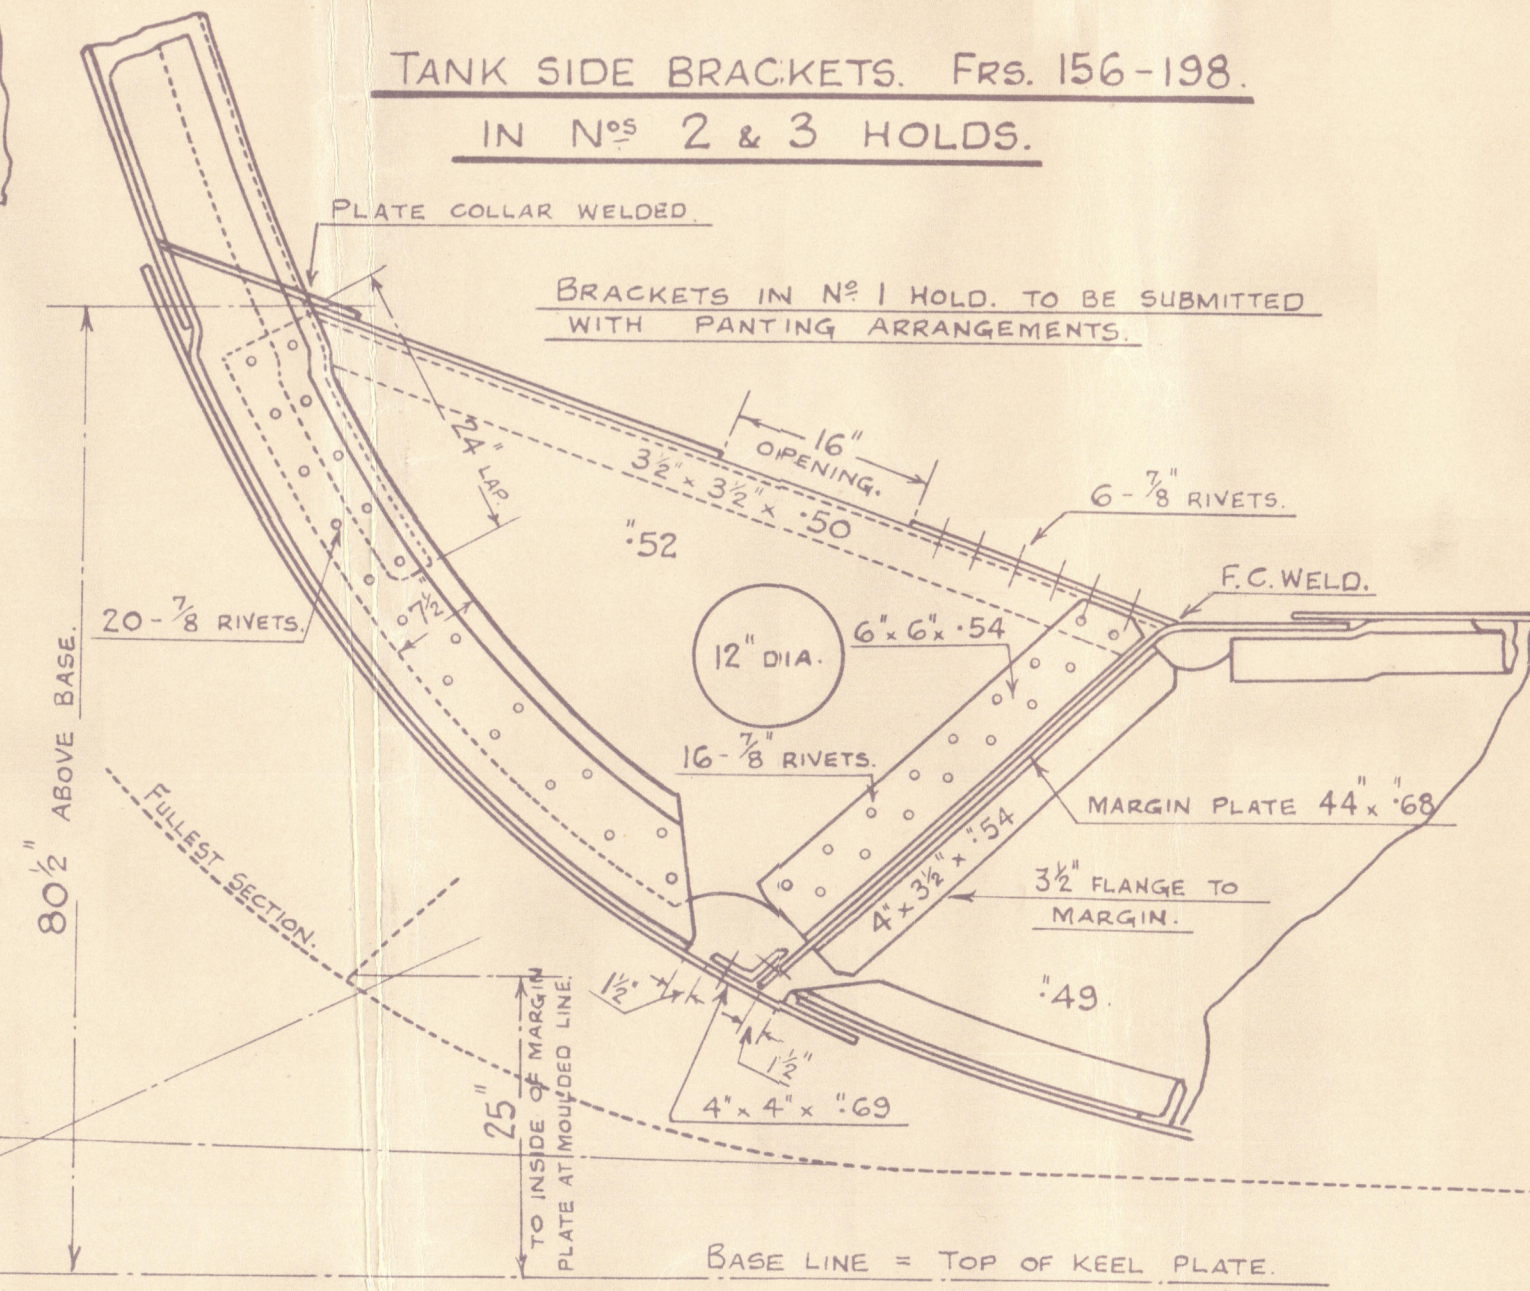 TANK SIDE BRACKETS. FRS. 156-198.
IN Nos 2 & 3 HOLDS.
PLATE COLLAR WELDED.
BRACKETS IN No 1 HOLD. TO BE SUBMITTED
WITH PANTING ARRANGEMENTS.
24" LAP.
16"
OPENING.
3½" x 3½" x .50
6-⅞" RIVETS.
".52
F.C. WELD.
20-⅞ RIVETS.
7½"
12" DIA.
6" x 6" x .54
16-⅞" RIVETS.
MARGIN PLATE 44" x ".68
4" x 3½" x ".54
3½" FLANGE TO
MARGIN.
80½" ABOVE BASE.
FULLEST SECTION.
1½"
".49.
1½"
4" x 4" x ".69
25"
TO INSIDE OF MARGIN
PLATE AT MOULDED LINE.
BASE LINE = TOP OF KEEL PLATE.